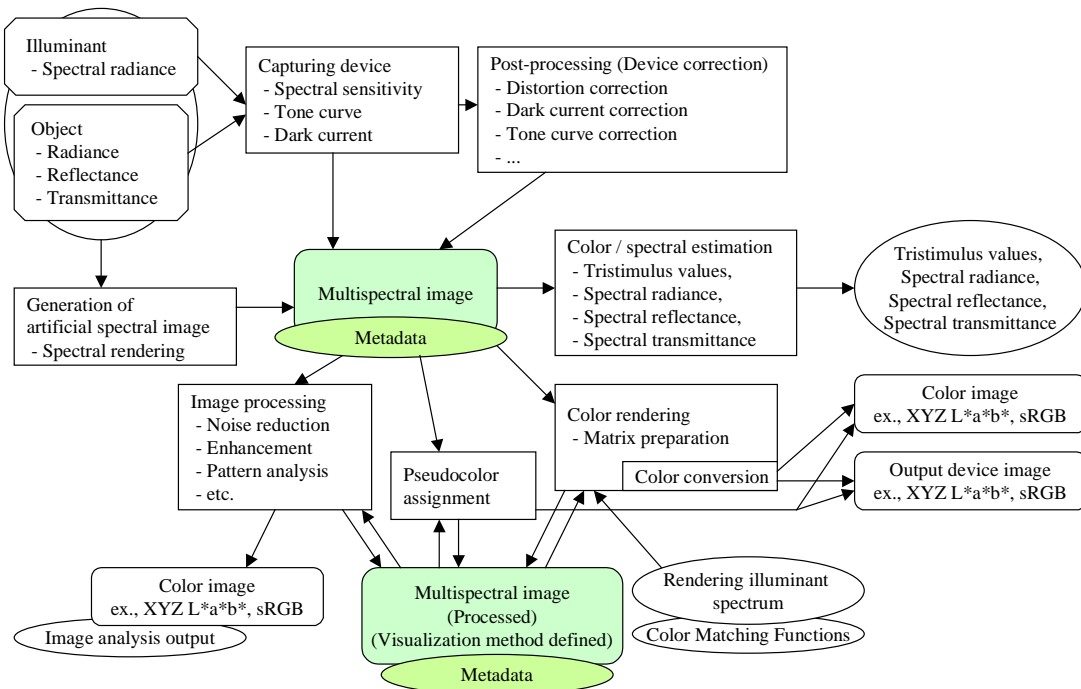 Illuminant
- Spectral radiance
Object
- Radiance
- Reflectance
- Transmittance
Capturing device
- Spectral sensitivity
- Tone curve
- Dark current
Post-processing (Device correction)
- Distortion correction
- Dark current correction
- Tone curve correction
- ...
Generation of
artificial spectral image
- Spectral rendering
Multispectral image
Metadata
Color / spectral estimation
- Tristimulus values,
- Spectral radiance,
- Spectral reflectance,
- Spectral transmittance
Tristimulus values,
Spectral radiance,
Spectral reflectance,
Spectral transmittance
Image processing
- Noise reduction
- Enhancement
- Pattern analysis
- etc.
Pseudocolor
assignment
Color rendering
- Matrix preparation
Color conversion
Color image
ex., XYZ L*a*b*, sRGB
Output device image
ex., XYZ L*a*b*, sRGB
Color image
ex., XYZ L*a*b*, sRGB
Image analysis output
Multispectral image
(Processed)
(Visualization method defined)
Metadata
Rendering illuminant
spectrum
Color Matching Functions